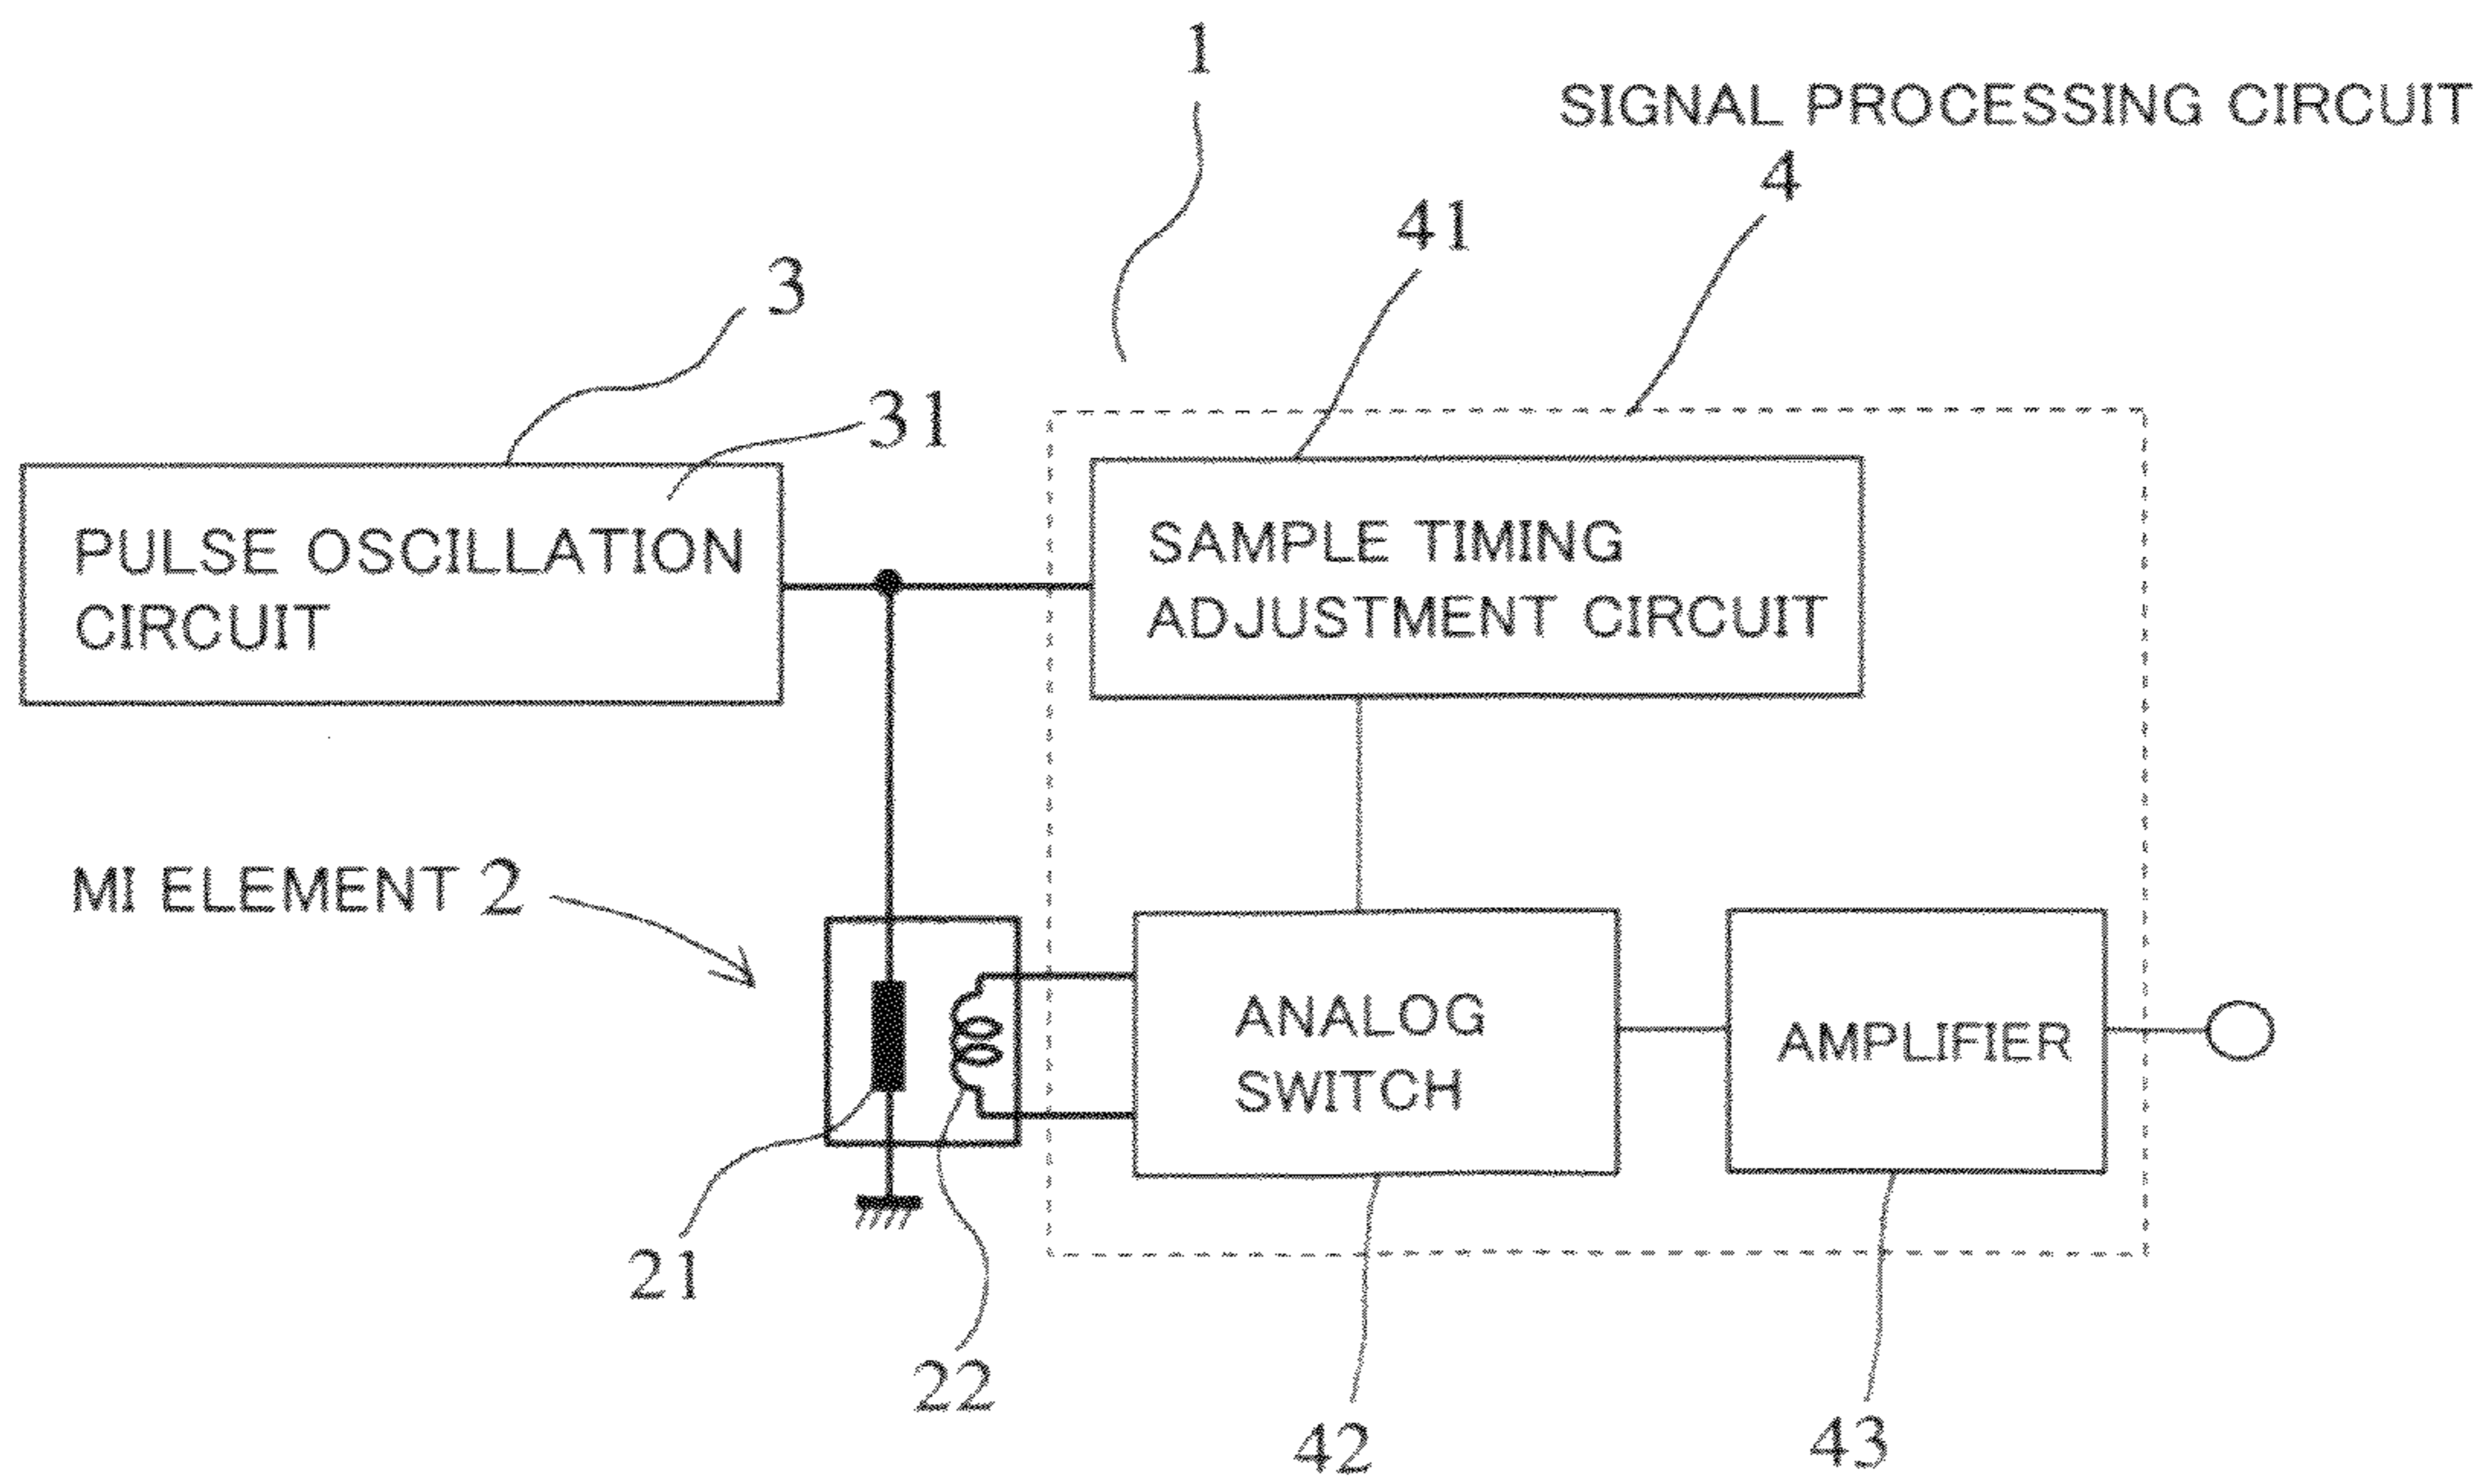 1
SIGNAL PROCESSING CIRCUIT
4
41
3
31
PULSE OSCILLATION
CIRCUIT
SAMPLE TIMING
ADJUSTMENT CIRCUIT
MI ELEMENT 2
ANALOG
SWITCH
AMPLIFIER
21
22
42
43